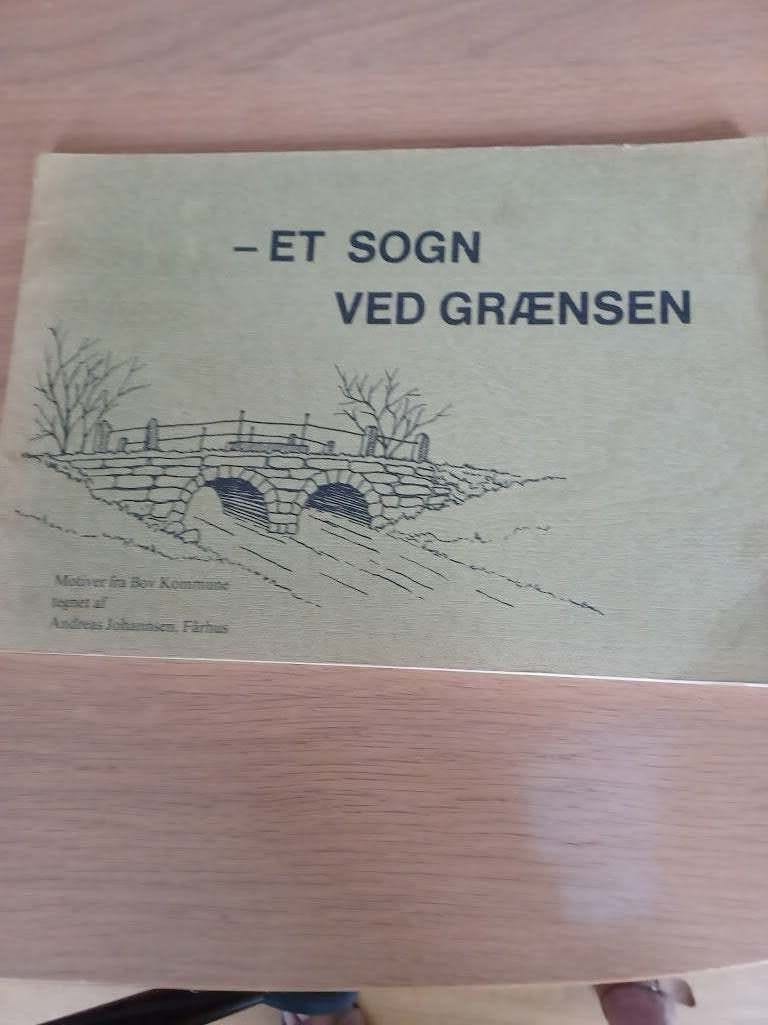 – ET SOGN
VED GRÆNSEN
Motiver fra Bov Kommune
tegnet af
Andreas Johannsen, Fårhus